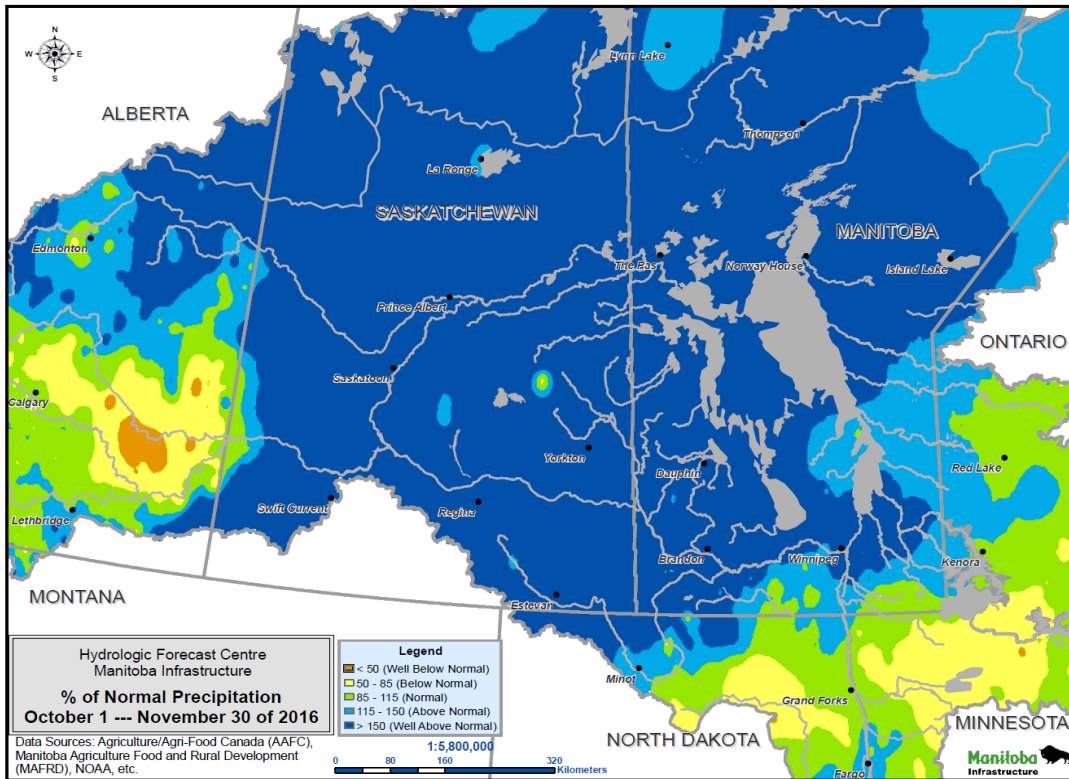 N
W E
S
ALBERTA
Lynn Lake
Thompson
La Ronge
SASKATCHEWAN
MANITOBA
Edmonton
The Pas
Norway House
Island Lake
Prince Albert
ONTARIO
Saskatoon
Calgary
Yorkton
Dauphin
Red Lake
Lethbridge
Swift Current
Regina
Brandon
Winnipeg
Kenora
MONTANA
Estevan
Minot
Grand Forks
NORTH DAKOTA
MINNESOTA
Fargo
Hydrologic Forecast Centre
Manitoba Infrastructure
% of Normal Precipitation
October 1 --- November 30 of 2016
Data Sources: Agriculture/Agri-Food Canada (AAFC),
Manitoba Agriculture Food and Rural Development
(MAFRD), NOAA, etc.
Legend
< 50 (Well Below Normal)
50 - 85 (Below Normal)
85 - 115 (Normal)
115 - 150 (Above Normal)
> 150 (Well Above Normal)
1:5,800,000
0 80 160 320
Kilometers
Manitoba
Infrastructure